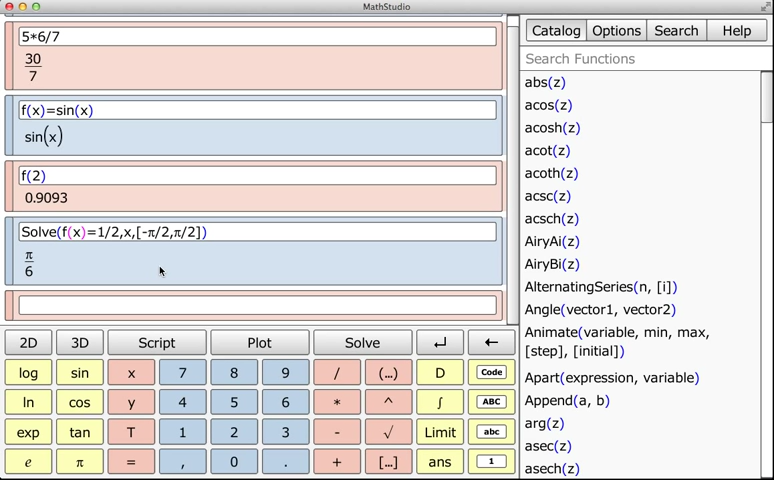 MathStudio
5*6/7
30
7
f(x)=sin(x)
sin(x)
f(2)
0.9093
Solve(f(x)=1/2,x,[-π/2,π/2])
π
6
2D 3D Script Plot Solve ↵ ←
log sin x 7 8 9 / (...) D Code
ln cos y 4 5 6 * ^ ∫ ABC
exp tan T 1 2 3 - √ Limit abc
e π = , 0 . + [...] ans 1
Catalog Options Search Help
Search Functions
abs(z)
acos(z)
acosh(z)
acot(z)
acoth(z)
acsc(z)
acsch(z)
AiryAi(z)
AiryBi(z)
AlternatingSeries(n, [i])
Angle(vector1, vector2)
Animate(variable, min, max,
[step], [initial])
Apart(expression, variable)
Append(a, b)
arg(z)
asec(z)
asech(z)